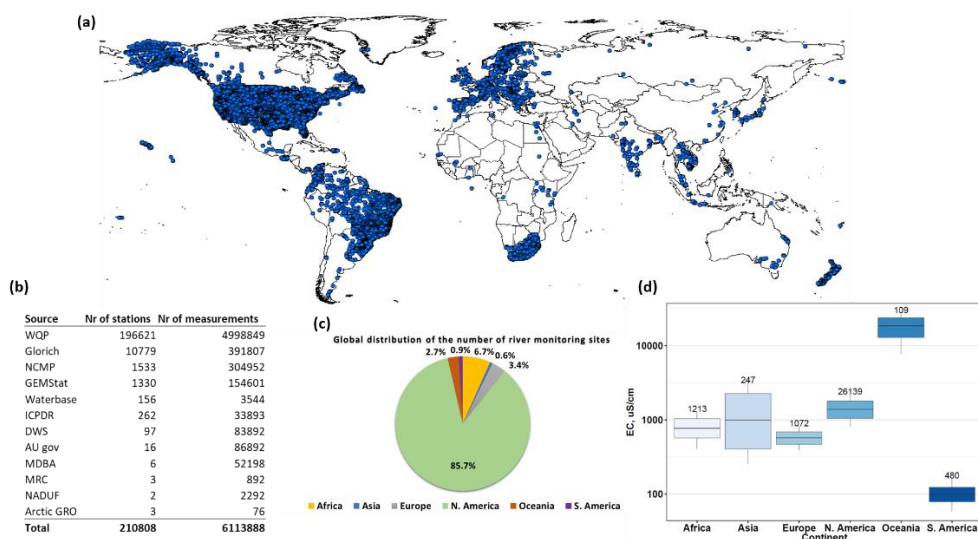 (a)
(b)
Source Nr of stations Nr of measurements
WQP 196621 4998849
Glorich 10779 391807
NCMP 1533 304952
GEMStat 1330 154601
Waterbase 156 3544
ICPDR 262 33893
DWS 97 83892
AU gov 16 86892
MDBA 6 52198
MRC 3 892
NADUF 2 2292
Arctic GRO 3 76
Total 210808 6113888
(c)
Global distribution of the number of river monitoring sites
2.7% 0.9% 6.7% 0.6%
3.4%
85.7%
Africa Asia Europe N. America Oceania S. America
(d)
EC, uS/cm
10000
1000
100
1213
247
1072
26139
109
480
Africa Asia Europe N. America Oceania S. America
Continent